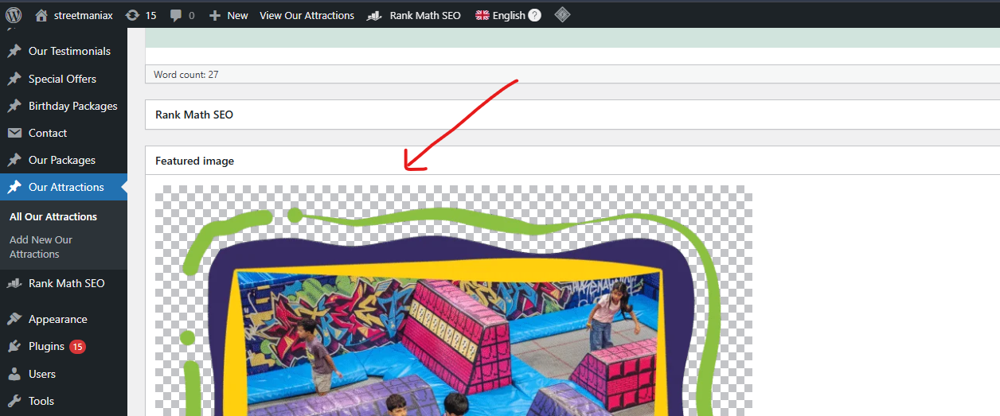 streetmaniax 15 0 New View Our Attractions Rank Math SEO English ?
Our Testimonials
Special Offers
Birthday Packages
Contact
Our Packages
Our Attractions
All Our Attractions
Add New Our
Attractions
Rank Math SEO
Appearance
Plugins 15
Users
Tools
Word count: 27
Rank Math SEO
Featured image